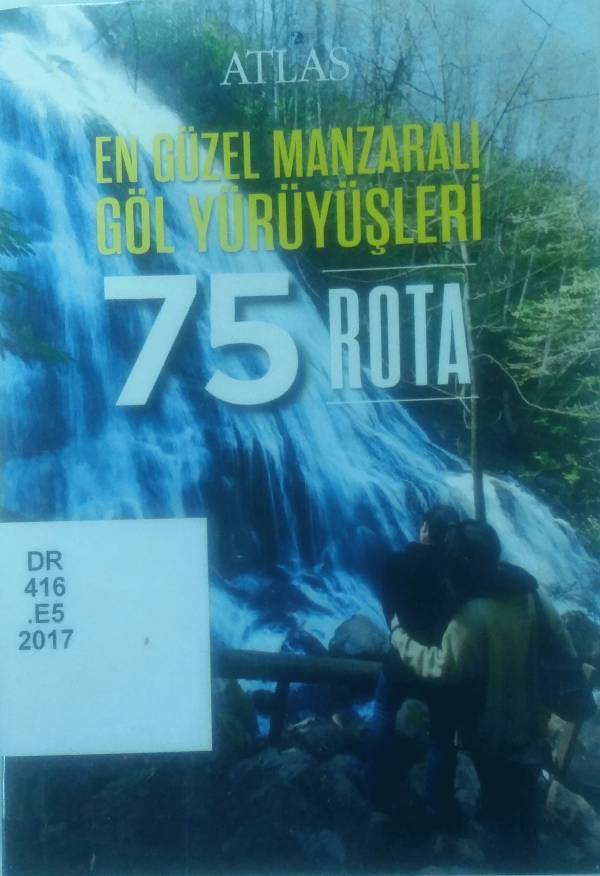 ATLAS
EN GÜZEL MANZARALI
GÖL YÜRÜYÜŞLERİ
75 ROTA
DR
416
.E5
2017